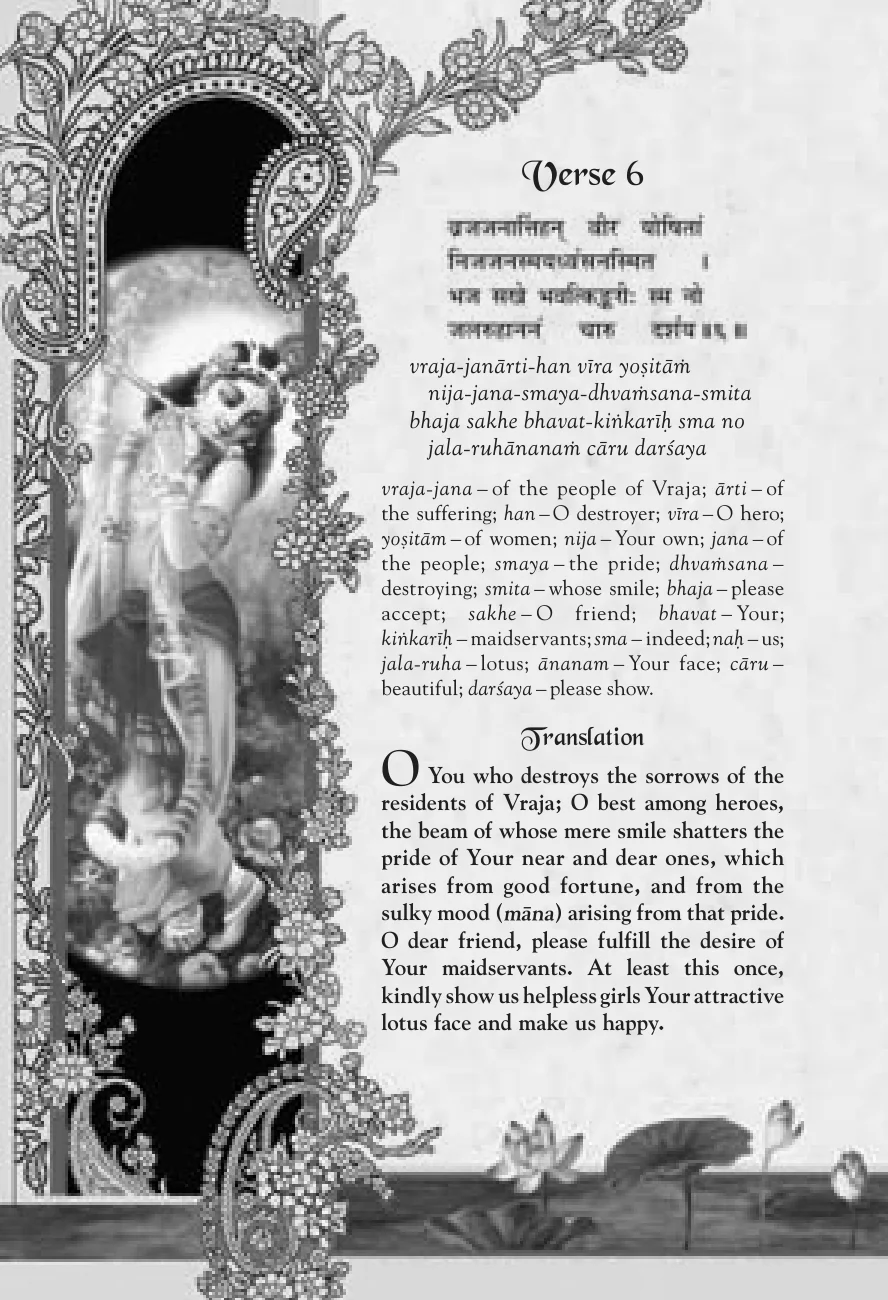 Verse 6
व्रजजनार्त्तिहन् वीर योषितां
निजजनस्मयध्वंसनस्मित ।
भज सखे भवत्किङ्करीः स्म नो
जलरुहाननं चारु दर्शय ॥६॥
vraja-janārti-han vīra yoṣitāṁ
nija-jana-smaya-dhvaṁsana-smita
bhaja sakhe bhavat-kiṅkarīḥ sma no
jala-ruhānanaṁ cāru darśaya
vraja-jana – of the people of Vraja; ārti – of
the suffering; han – O destroyer; vīra – O hero;
yoṣitām – of women; nija – Your own; jana – of
the people; smaya – the pride; dhvaṁsana –
destroying; smita – whose smile; bhaja – please
accept; sakhe – O friend; bhavat – Your;
kiṅkarīḥ – maidservants; sma – indeed; naḥ – us;
jala-ruha – lotus; ānanam – Your face; cāru –
beautiful; darśaya – please show.
Translation
O You who destroys the sorrows of the
residents of Vraja; O best among heroes,
the beam of whose mere smile shatters the
pride of Your near and dear ones, which
arises from good fortune, and from the
sulky mood (māna) arising from that pride.
O dear friend, please fulfill the desire of
Your maidservants. At least this once,
kindly show us helpless girls Your attractive
lotus face and make us happy.